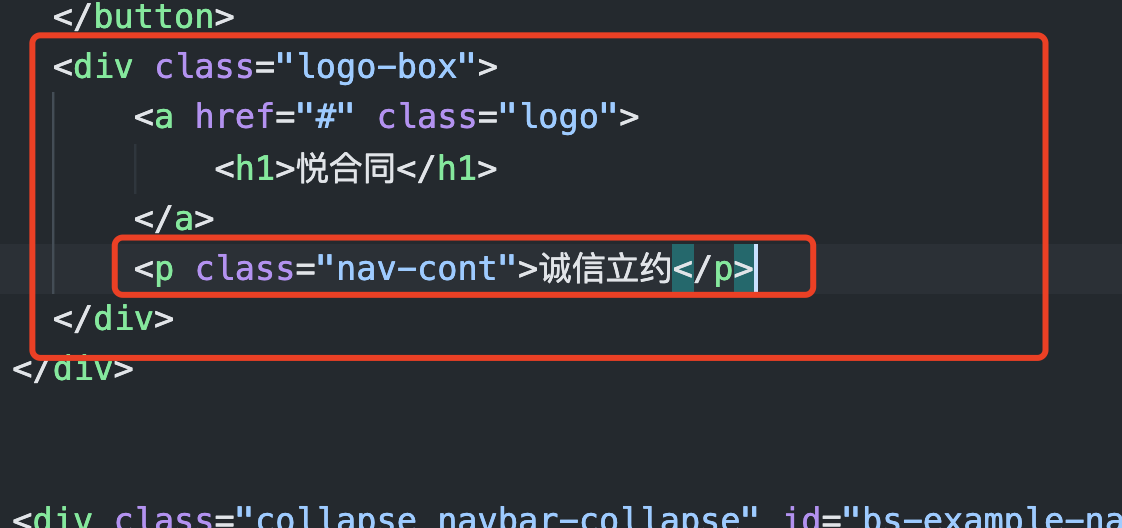 </button>
<div class="logo-box">
<a href="#" class="logo">
<h1>悦合同</h1>
</a>
<p class="nav-cont">诚信立约</p>
</div>
</div>
<div class="collapse navbar-collapse" id="bs-example-na